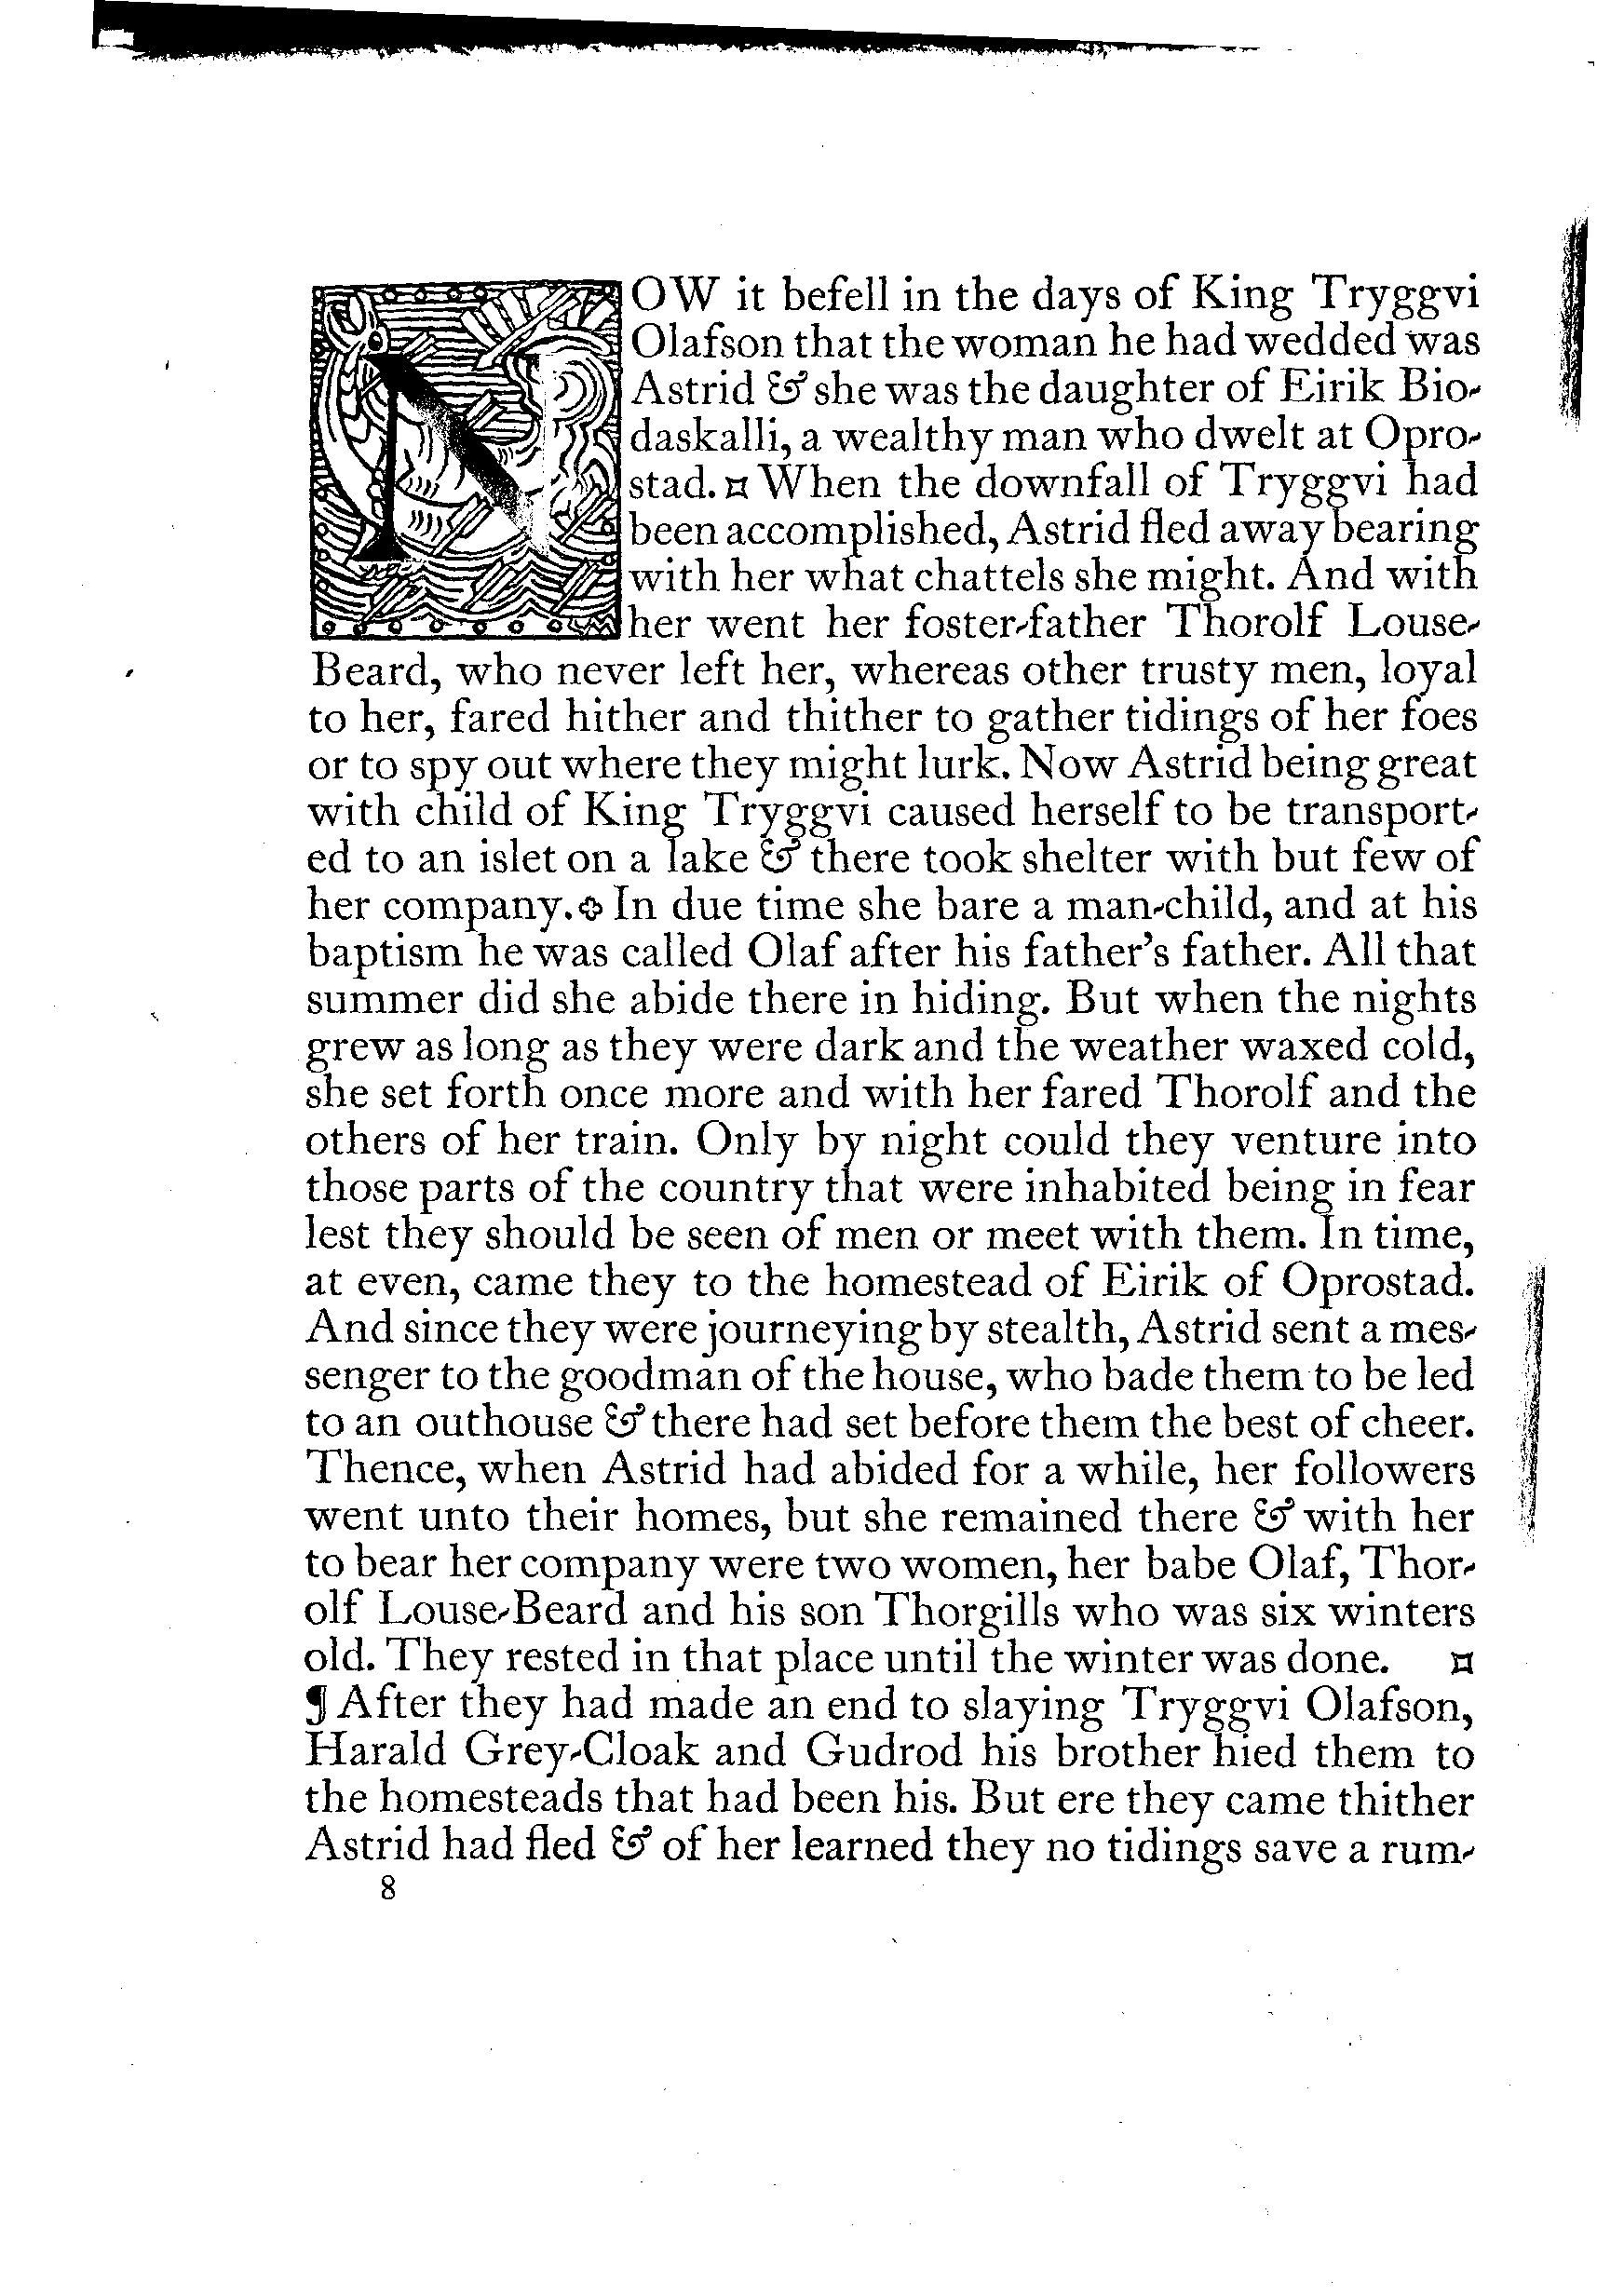 NOW it befell in the days of King Tryggvi
Olafson that the woman he had wedded was
Astrid & she was the daughter of Eirik Bio-
daskalli, a wealthy man who dwelt at Opro-
stad. ¤ When the downfall of Tryggvi had
been accomplished, Astrid fled away bearing
with her what chattels she might. And with
her went her foster-father Thorolf Louse-
Beard, who never left her, whereas other trusty men, loyal
to her, fared hither and thither to gather tidings of her foes
or to spy out where they might lurk. Now Astrid being great
with child of King Tryggvi caused herself to be transport-
ed to an islet on a lake & there took shelter with but few of
her company. ✥ In due time she bare a man-child, and at his
baptism he was called Olaf after his father's father. All that
summer did she abide there in hiding. But when the nights
grew as long as they were dark and the weather waxed cold,
she set forth once more and with her fared Thorolf and the
others of her train. Only by night could they venture into
those parts of the country that were inhabited being in fear
lest they should be seen of men or meet with them. In time,
at even, came they to the homestead of Eirik of Oprostad.
And since they were journeying by stealth, Astrid sent a mes-
senger to the goodman of the house, who bade them to be led
to an outhouse & there had set before them the best of cheer.
Thence, when Astrid had abided for a while, her followers
went unto their homes, but she remained there & with her
to bear her company were two women, her babe Olaf, Thor-
olf Louse-Beard and his son Thorgills who was six winters
old. They rested in that place until the winter was done. ¤
¶ After they had made an end to slaying Tryggvi Olafson,
Harald Grey-Cloak and Gudrod his brother hied them to
the homesteads that had been his. But ere they came thither
Astrid had fled & of her learned they no tidings save a rum-
8